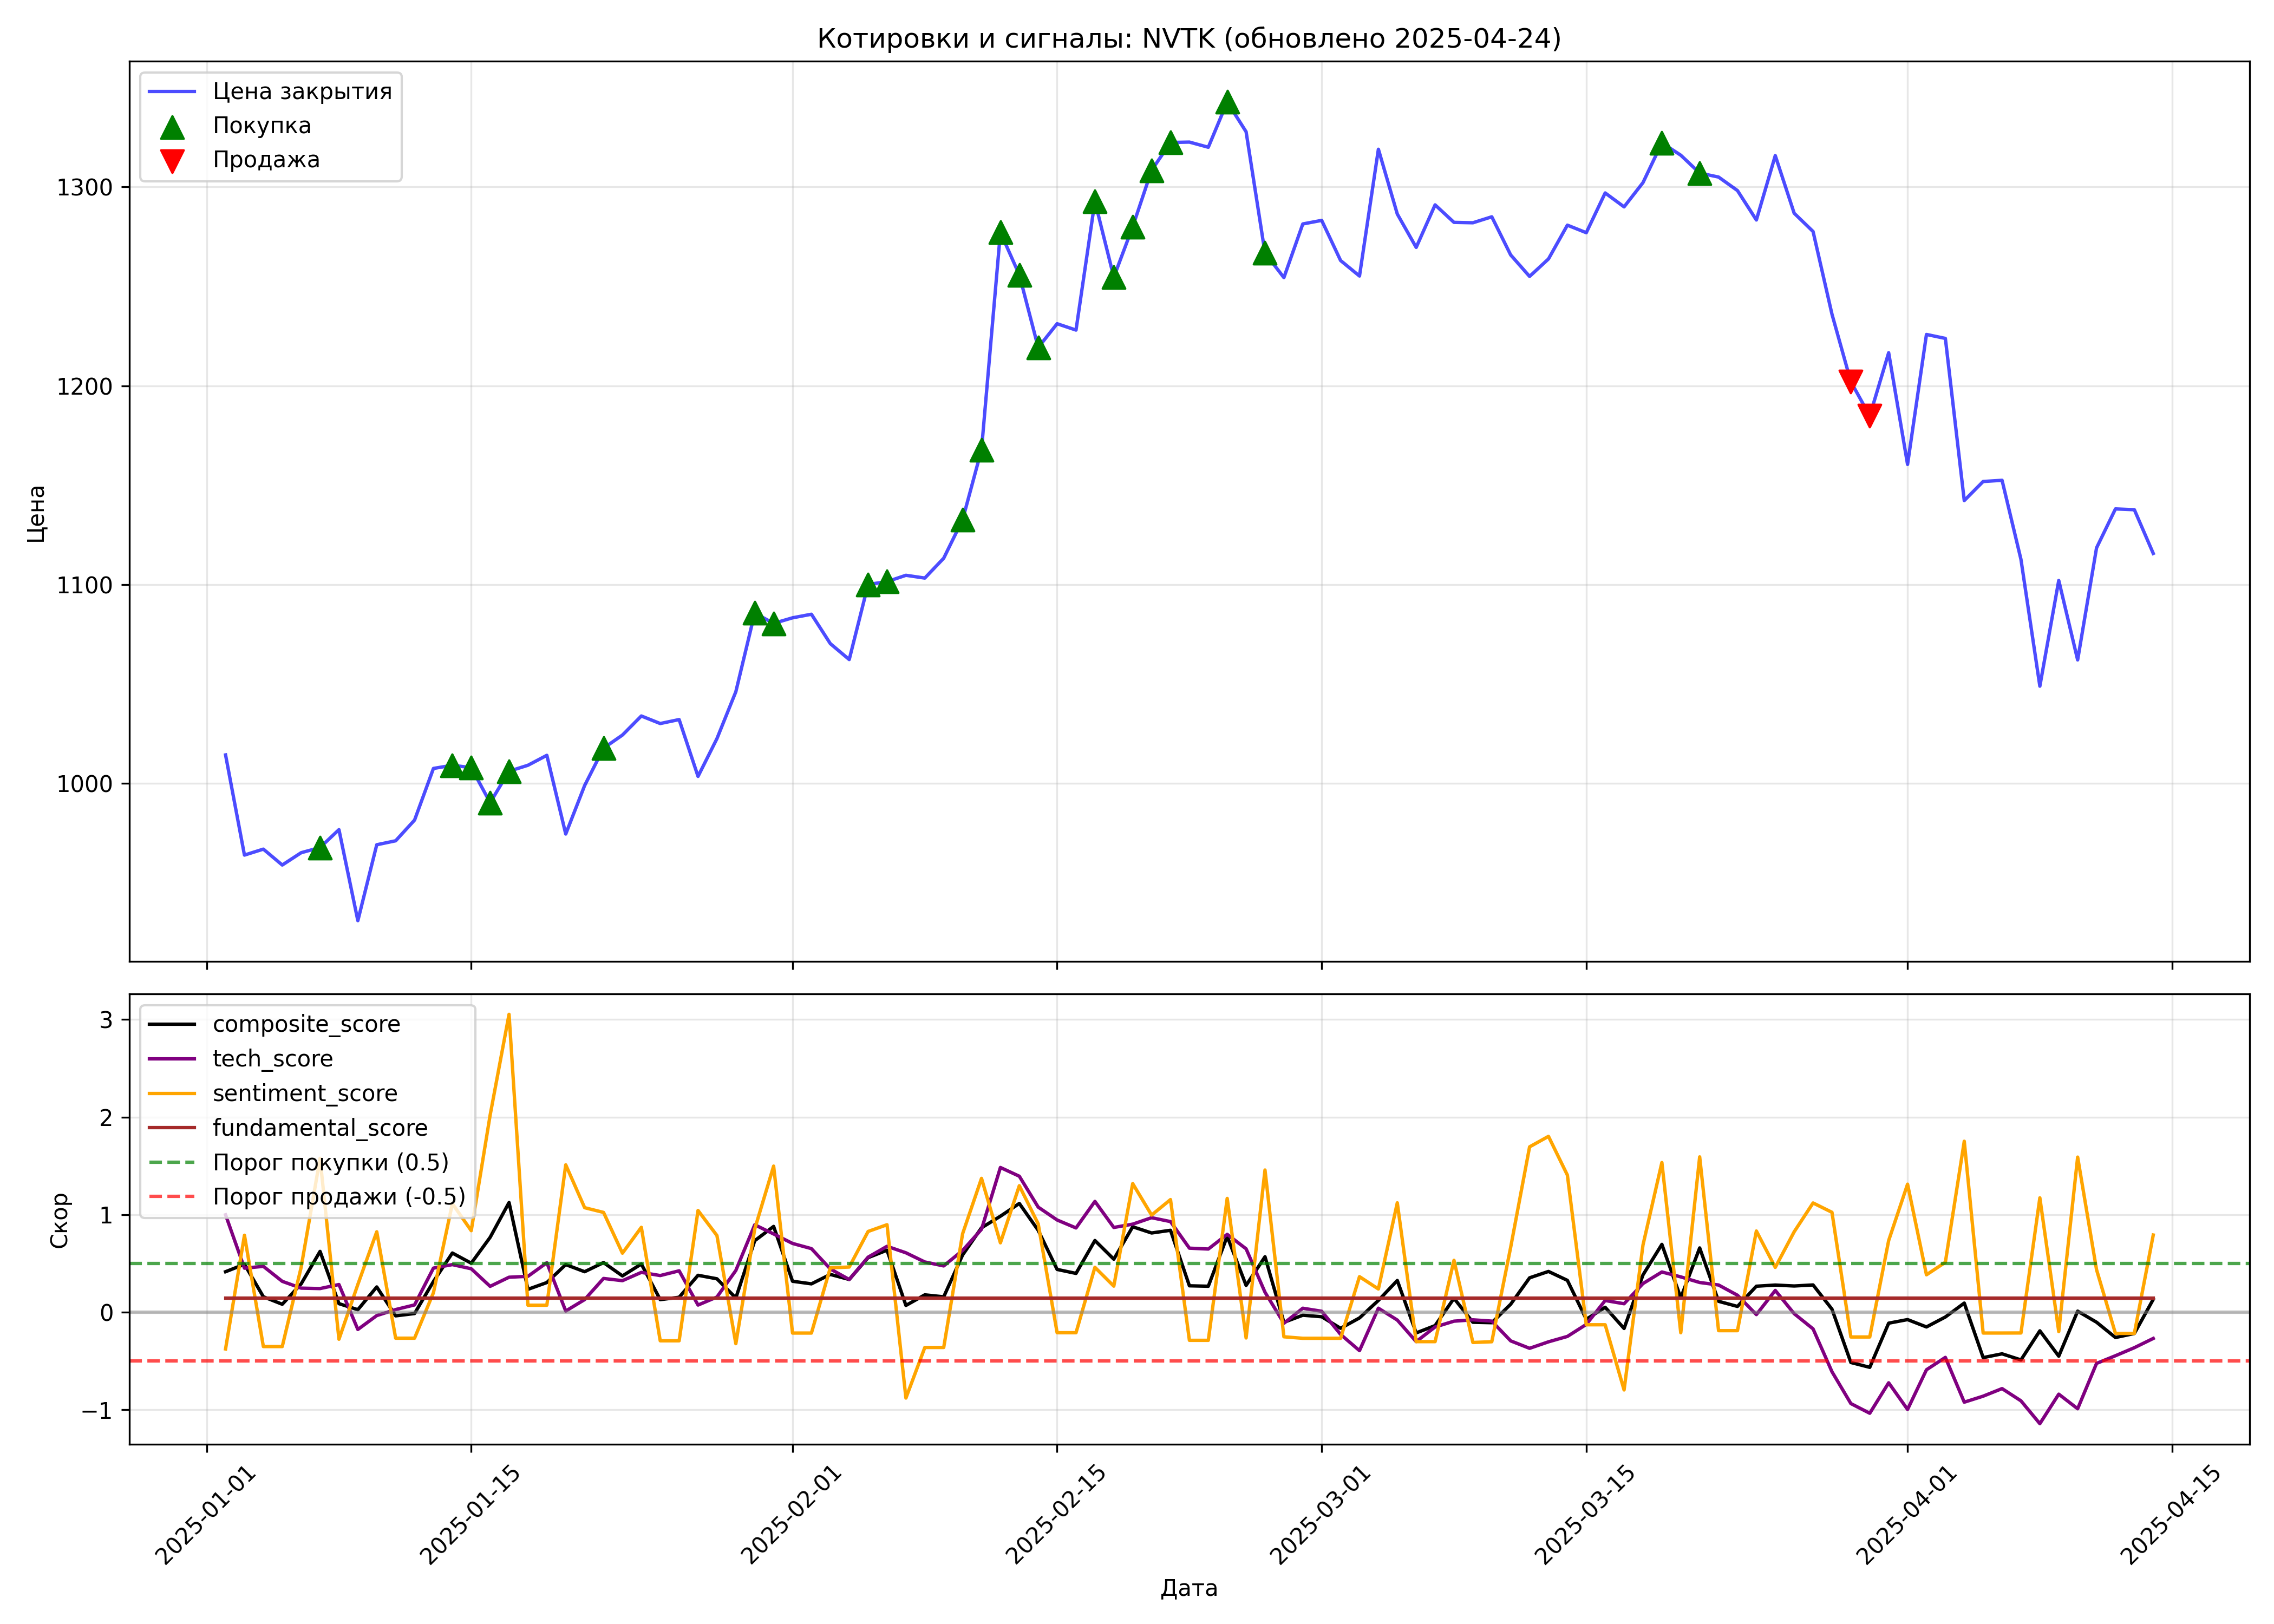 Котировки и сигналы: NVTK (обновлено 2025-04-24)
Цена закрытия
Покупка
Продажа
1300
1200
1100
1000
Цена
composite_score
tech_score
sentiment_score
fundamental_score
Порог покупки (0.5)
Порог продажи (-0.5)
3
2
1
0
−1
Скор
2025-01-01
2025-01-15
2025-02-01
2025-02-15
2025-03-01
2025-03-15
2025-04-01
2025-04-15
Дата